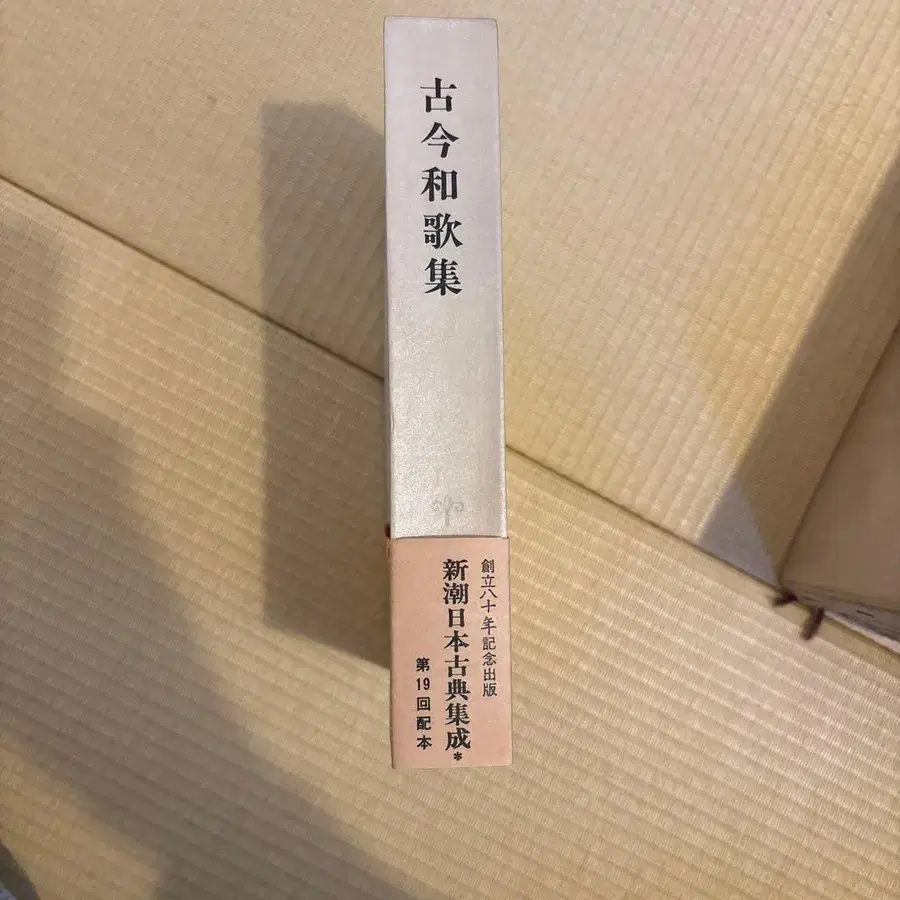 古今和歌集
創立八十年記念出版
新潮日本古典集成*
第19回配本